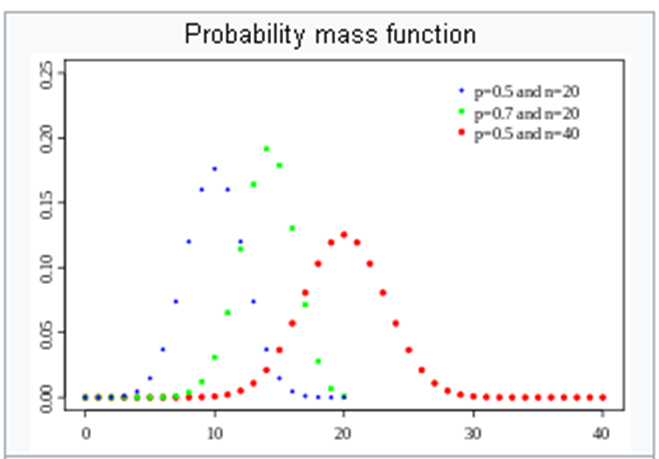 Probability mass function
p=0.5 and n=20
p=0.7 and n=20
p=0.5 and n=40
0.25
0.20
0.15
0.10
0.05
0.00
0 10 20 30 40